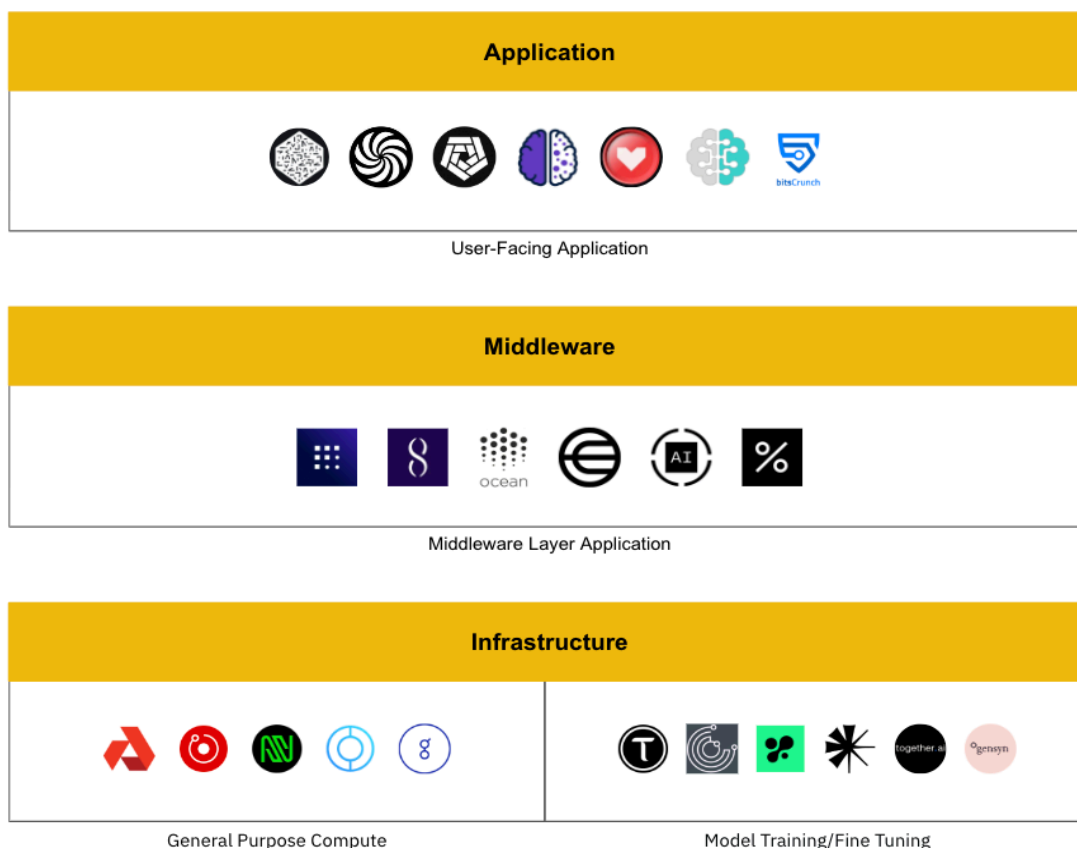 Application
bitsCrunch
User-Facing Application
Middleware
ocean
AI
%
Middleware Layer Application
Infrastructure
together.ai
gensyn
General Purpose Compute
Model Training/Fine Tuning